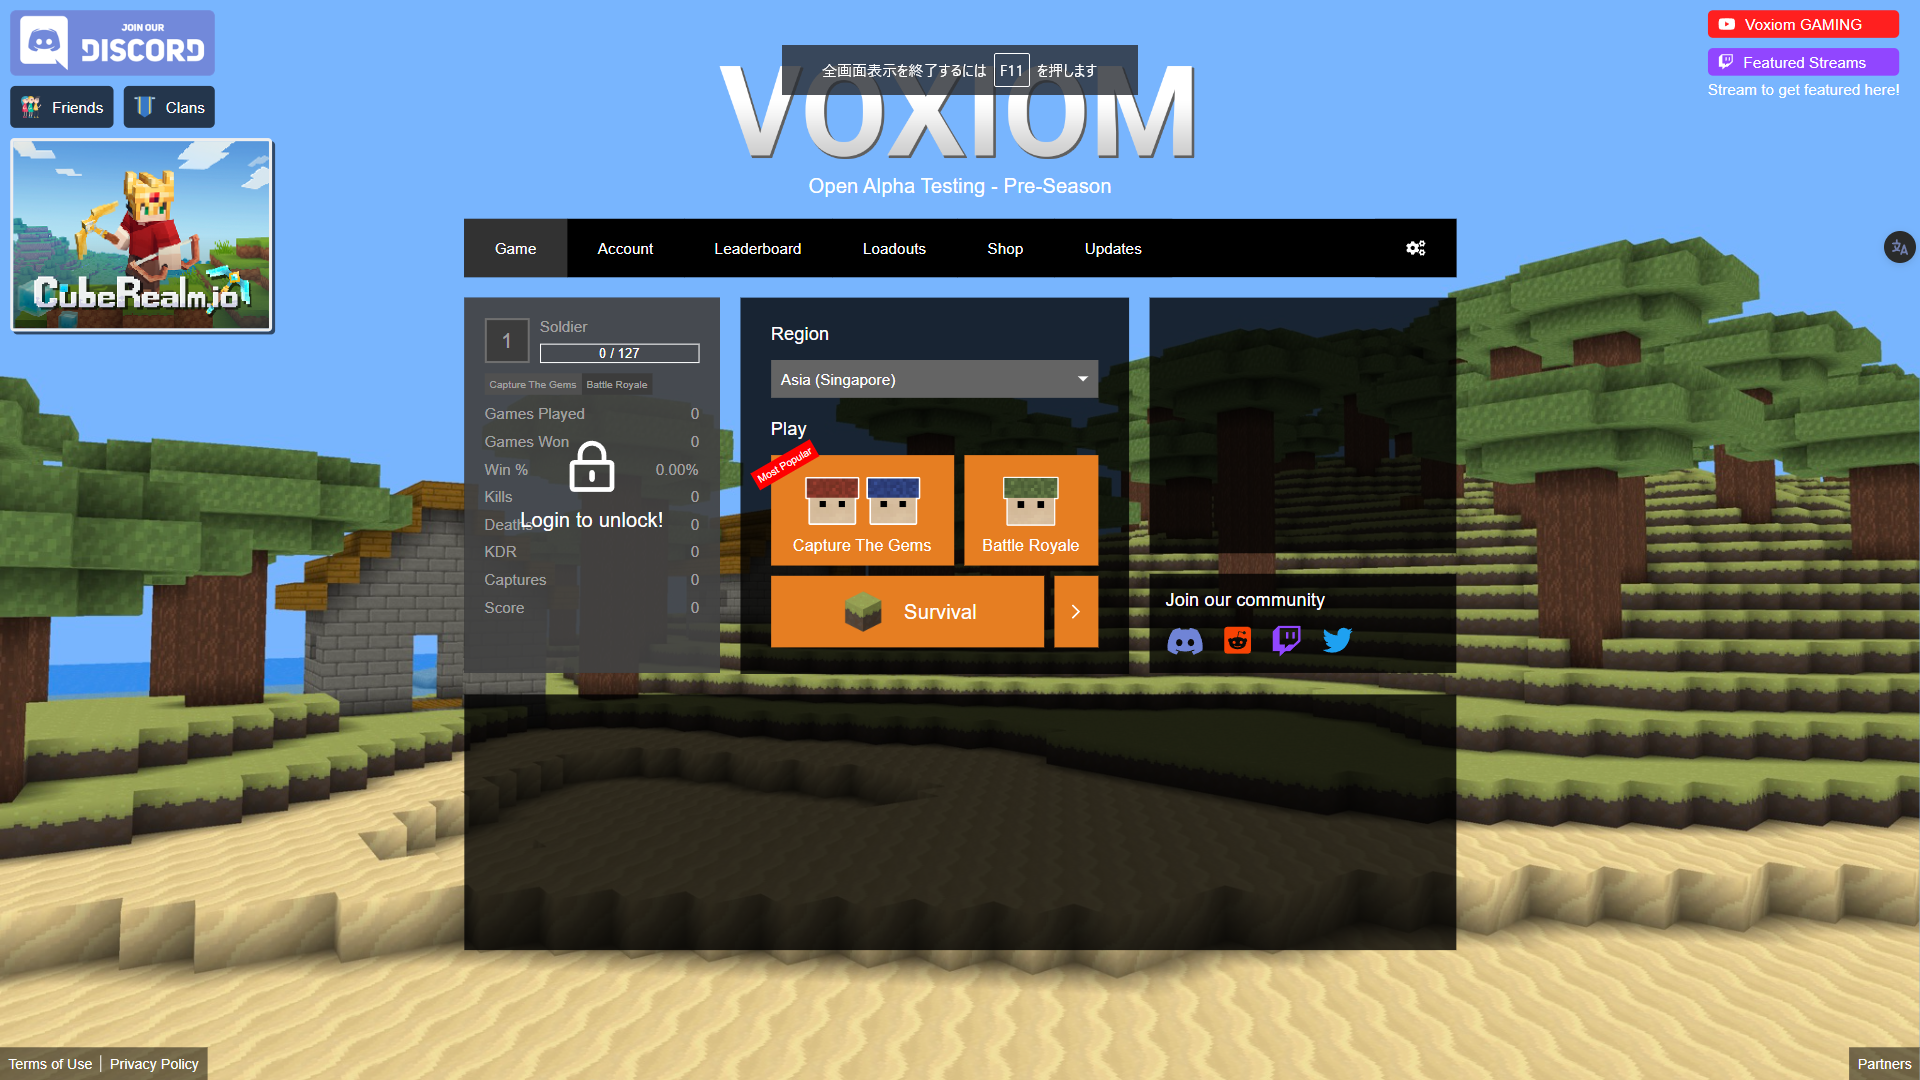 JOIN OUR
DISCORD
Friends
Clans
CubeRealm.io
全画面表示を終了するには F11 を押します
VOXIOM
Open Alpha Testing - Pre-Season
Voxiom GAMING
Featured Streams
Stream to get featured here!
Game
Account
Leaderboard
Loadouts
Shop
Updates
1
Soldier
0 / 127
Capture The Gems
Battle Royale
Games Played 0
Games Won 0
Win % 0.00%
Kills 0
Deaths 0
KDR 0
Captures 0
Score 0
Login to unlock!
Region
Asia (Singapore)
Play
Most Popular
Capture The Gems
Battle Royale
Survival
Join our community
Terms of Use
Privacy Policy
Partners